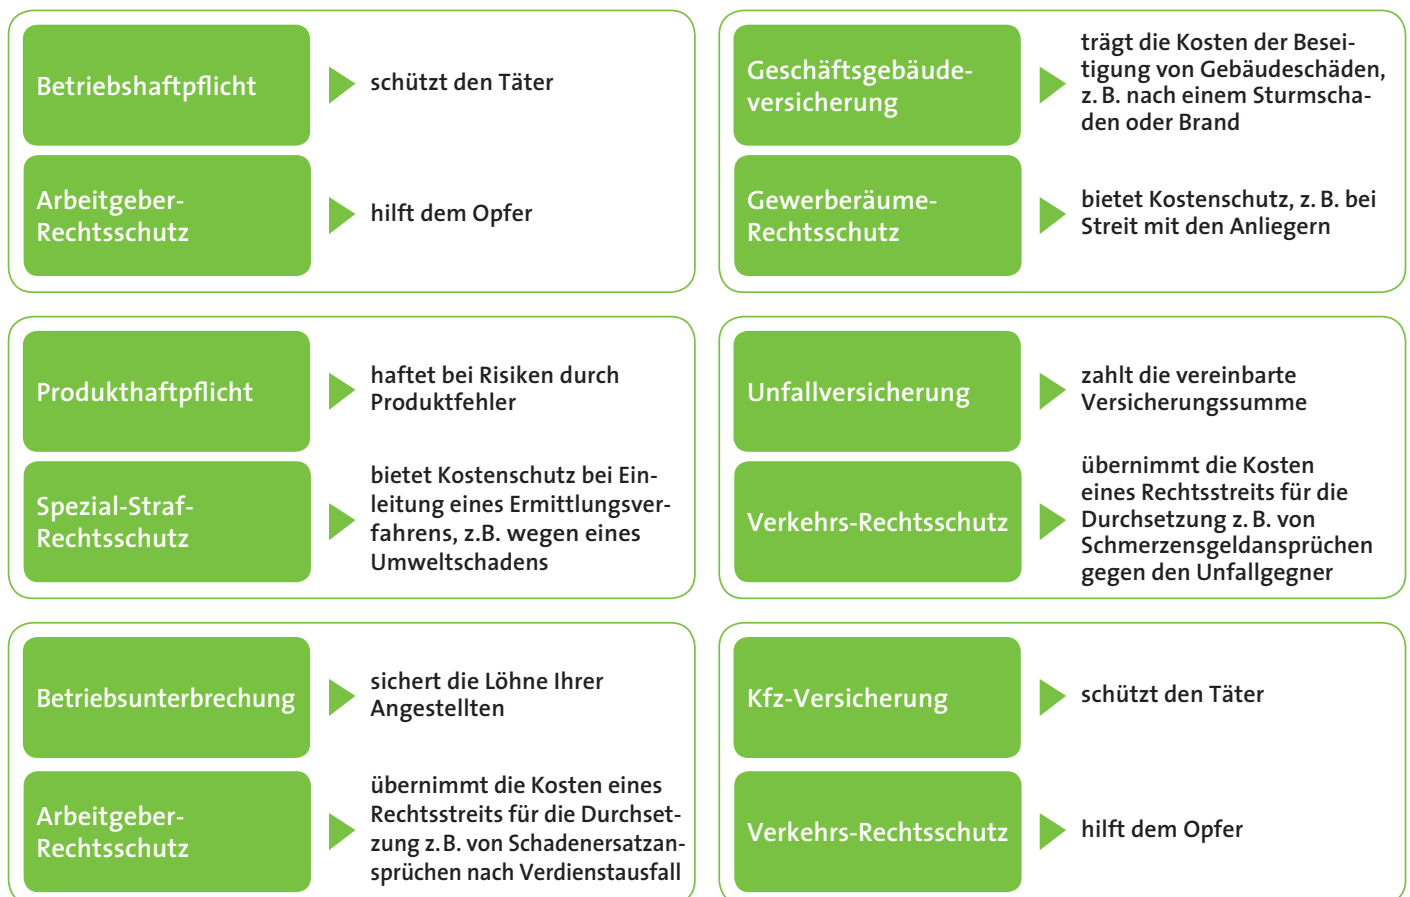 Betriebshaftpflicht
schützt den Täter
Arbeitgeber-
Rechtsschutz
hilft dem Opfer
Geschäftsgebäude-
versicherung
trägt die Kosten der Besei-
tigung von Gebäudeschäden,
z. B. nach einem Sturmscha-
den oder Brand
Gewerberäume-
Rechtsschutz
bietet Kostenschutz, z. B. bei
Streit mit den Anliegern
Produkthaftpflicht
haftet bei Risiken durch
Produktfehler
Spezial-Straf-
Rechtsschutz
bietet Kostenschutz bei Ein-
leitung eines Ermittlungsver-
fahrens, z.B. wegen eines
Umweltschadens
Unfallversicherung
zahlt die vereinbarte
Versicherungssumme
Verkehrs-Rechtsschutz
übernimmt die Kosten
eines Rechtsstreits für die
Durchsetzung z. B. von
Schmerzensgeldansprüchen
gegen den Unfallgegner
Betriebsunterbrechung
sichert die Löhne Ihrer
Angestellten
Arbeitgeber-
Rechtsschutz
übernimmt die Kosten eines
Rechtsstreits für die Durchset-
zung z. B. von Schadenersatzan-
sprüchen nach Verdienstausfall
Kfz-Versicherung
schützt den Täter
Verkehrs-Rechtsschutz
hilft dem Opfer